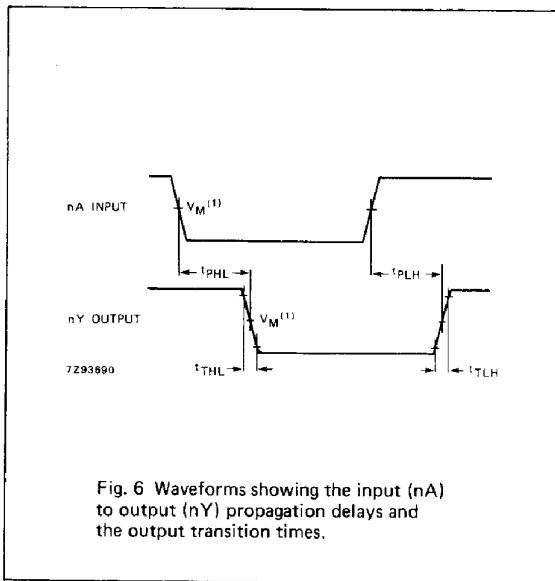 nA INPUT
VM(1)
tPHL
tPLH
nY OUTPUT
VM(1)
7Z93690
tTHL
tTLH
Fig. 6 Waveforms showing the input (nA)
to output (nY) propagation delays and
the output transition times.